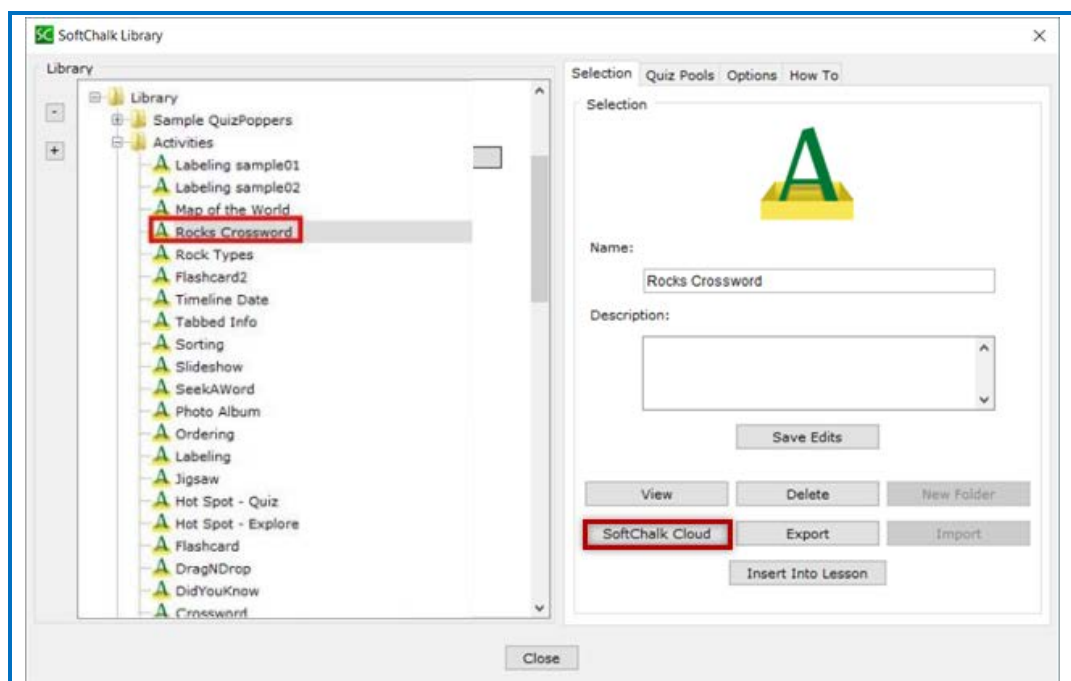 SC SoftChalk Library
Library
Library
Sample QuizPoppers
Activities
A Labeling sample01
A Labeling sample02
A Map of the World
A Rocks Crossword
A Rock Types
A Flashcard2
A Timeline Date
A Tabbed Info
A Sorting
A Slideshow
A SeekAWord
A Photo Album
A Ordering
A Labeling
A Jigsaw
A Hot Spot - Quiz
A Hot Spot - Explore
A Flashcard
A DragNDrop
A DidYouKnow
A Crossword
Selection Quiz Pools Options How To
Selection
A
Name:
Rocks Crossword
Description:
Save Edits
View Delete New Folder
SoftChalk Cloud Export Import
Insert Into Lesson
Close